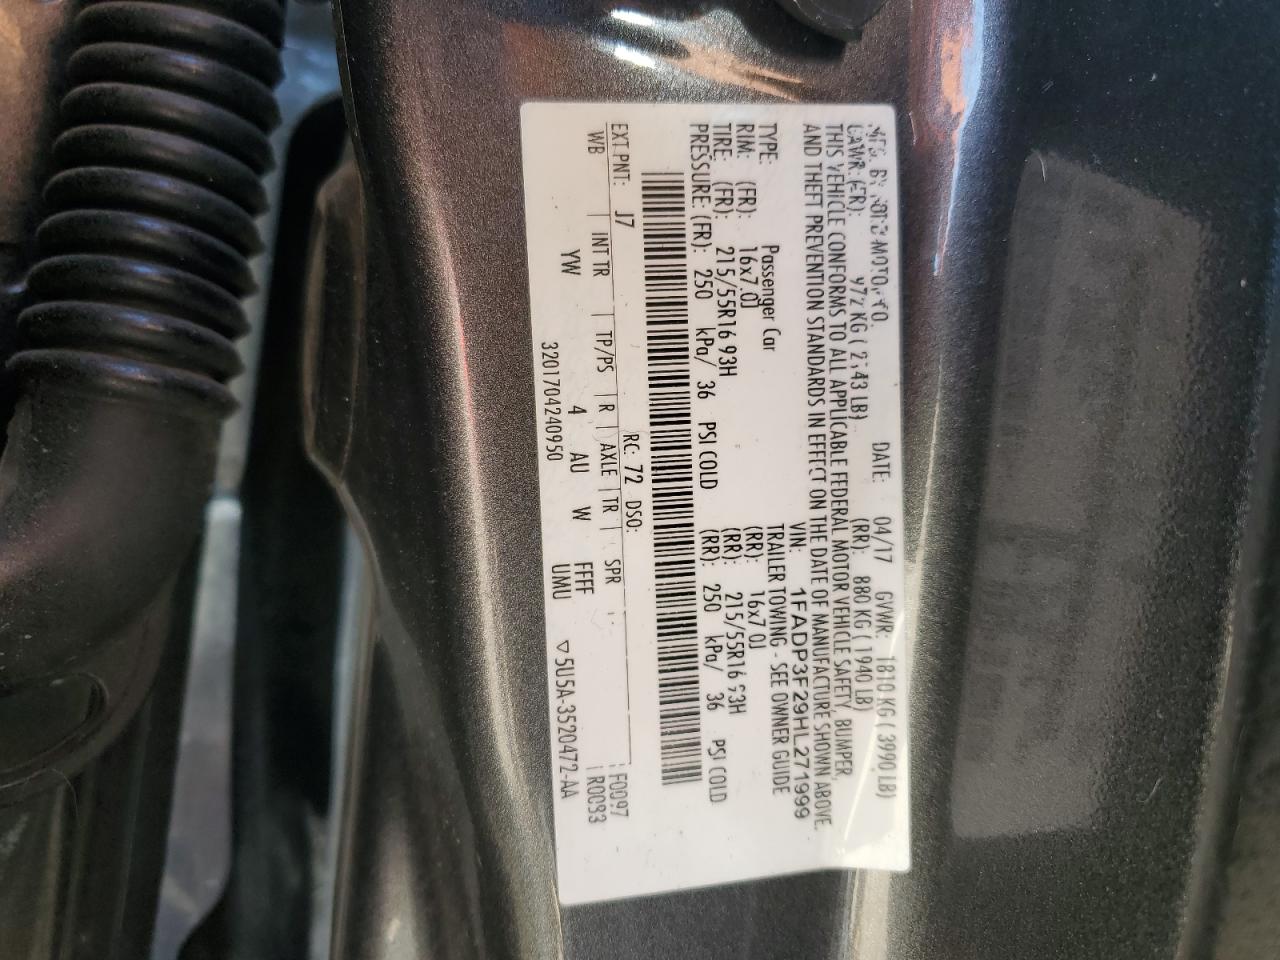 MFD. BY FORD MOTOR CO.
DATE: 04/17 GVWR: 1810 KG ( 3990 LB)
GAWR: (FR): 972 KG ( 2143 LB) (RR): 880 KG ( 1940 LB)
THIS VEHICLE CONFORMS TO ALL APPLICABLE FEDERAL MOTOR VEHICLE SAFETY, BUMPER,
AND THEFT PREVENTION STANDARDS IN EFFECT ON THE DATE OF MANUFACTURE SHOWN ABOVE.
VIN: 1FADP3F29HL271999
TYPE: Passenger Car TRAILER TOWING - SEE OWNER GUIDE
RIM: (FR): 16x7.0J (RR): 16x7.0J
TIRE: (FR): 215/55R16 93H (RR): 215/55R16 93H
PRESSURE: (FR): 250 kPa/ 36 PSI COLD (RR): 250 kPa/ 36 PSI COLD
EXT PNT: J7 RC: 72 DSO: F0097
WB INT TR TP/PS R AXLE TR SPR R0093
YW 4 AU W FFFF
320170424240950 UMU ▽5U5A-3520472-AA